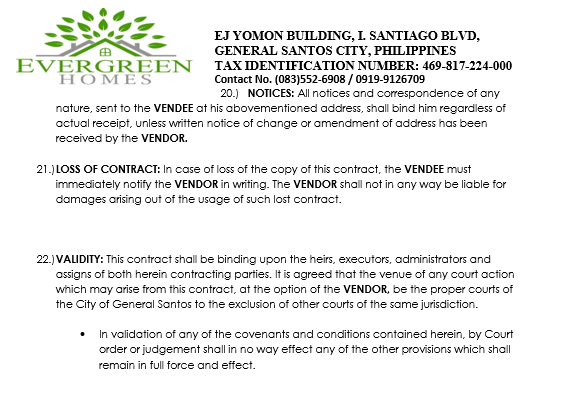 EVERGREEN
HOMES
EJ YOMON BUILDING, I. SANTIAGO BLVD,
GENERAL SANTOS CITY, PHILIPPINES
TAX IDENTIFICATION NUMBER: 469-817-224-000
Contact No. (083)552-6908 / 0919-9126709
20.) NOTICES: All notices and correspondence of any
nature, sent to the VENDEE at his abovementioned address, shall bind him regardless of
actual receipt, unless written notice of change or amendment of address has been
received by the VENDOR.
21.) LOSS OF CONTRACT: In case of loss of the copy of this contract, the VENDEE must
immediately notify the VENDOR in writing. The VENDOR shall not in any way be liable for
damages arising out of the usage of such lost contract.
22.) VALIDITY: This contract shall be binding upon the heirs, executors, administrators and
assigns of both herein contracting parties. It is agreed that the venue of any court action
which may arise from this contract, at the option of the VENDOR, be the proper courts of
the City of General Santos to the exclusion of other courts of the same jurisdiction.
• In validation of any of the covenants and conditions contained herein, by Court
order or judgement shall in no way effect any of the other provisions which shall
remain in full force and effect.